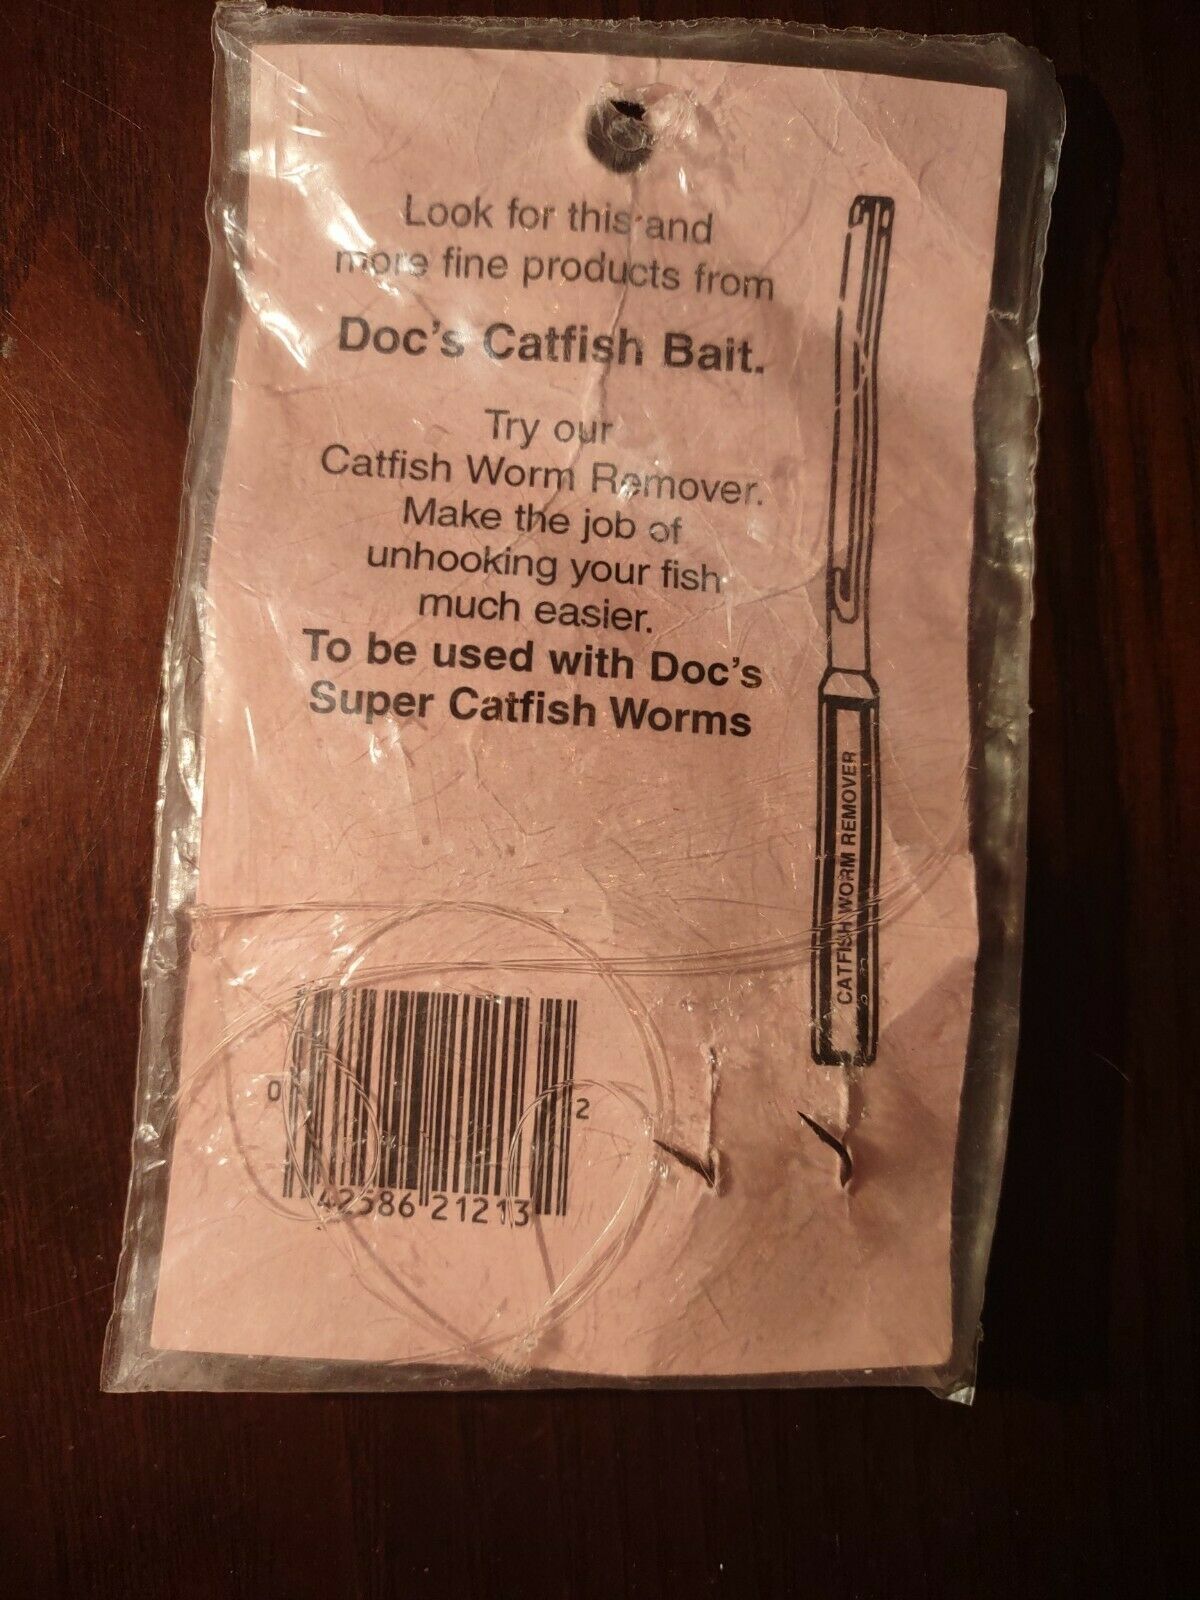 Look for this and
more fine products from
Doc's Catfish Bait.
Try our
Catfish Worm Remover.
Make the job of
unhooking your fish
much easier.
To be used with Doc's
Super Catfish Worms
CATFISH WORM REMOVER
0 42586 21213 2